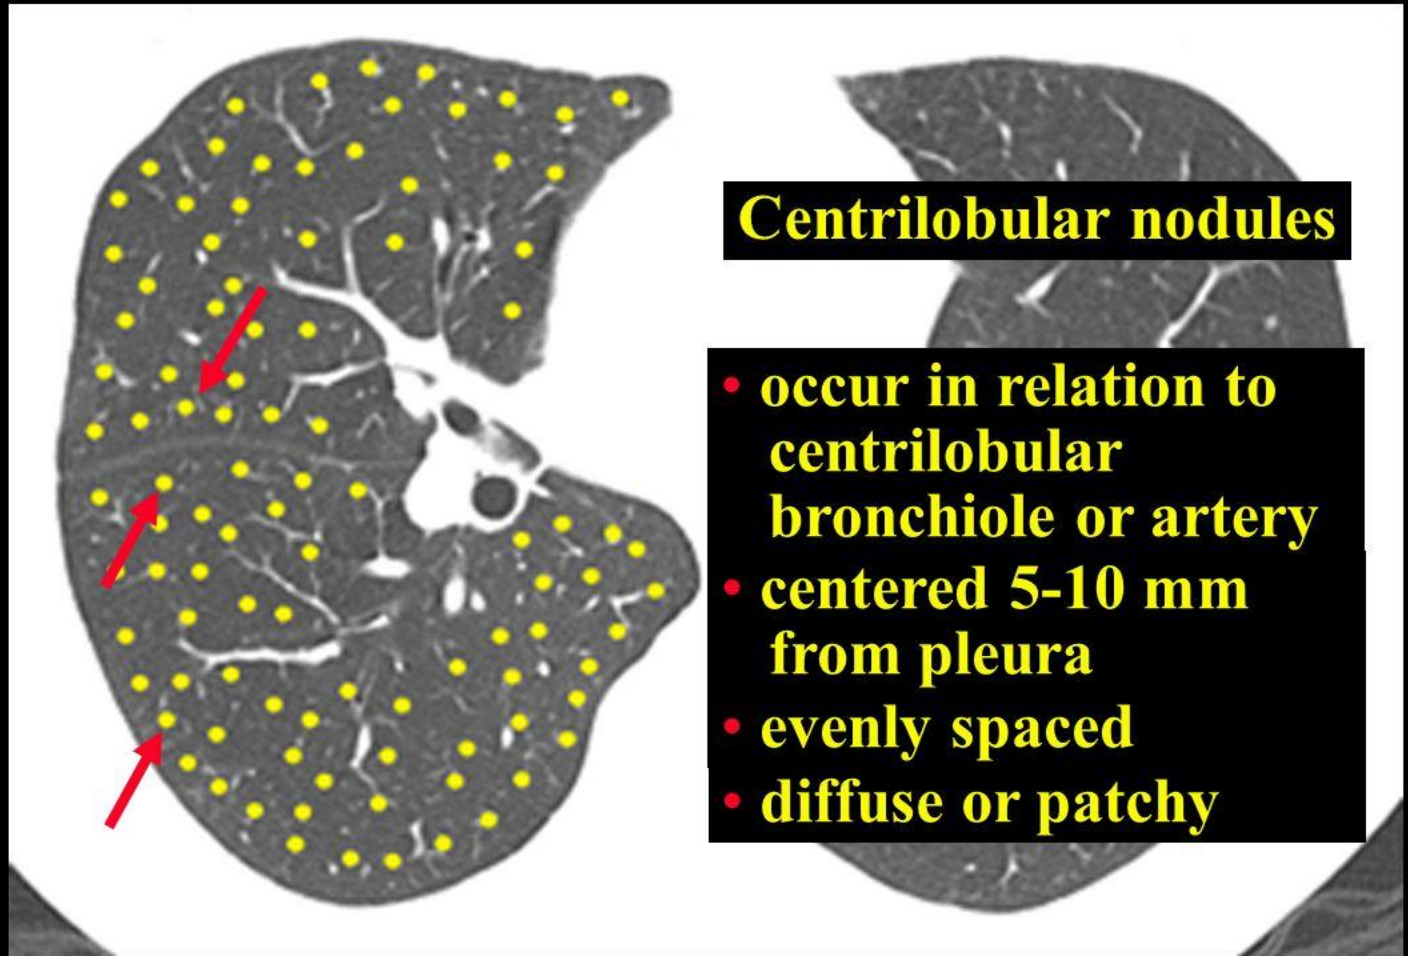 Centrilobular nodules
• occur in relation to
centrilobular
bronchiole or artery
• centered 5-10 mm
from pleura
• evenly spaced
• diffuse or patchy